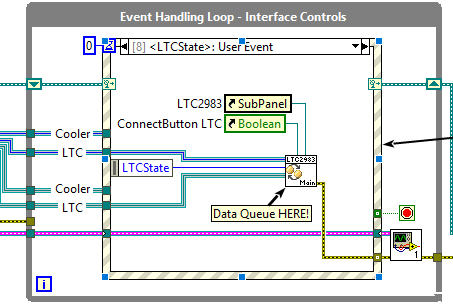 Event Handling Loop - Interface Controls
0
[8] <LTCState>: User Event
LTC2983
SubPanel
ConnectButton LTC
Boolean
Cooler
LTC
LTCState
LTC2983
Main
Cooler
LTC
Data Queue HERE!
1
i